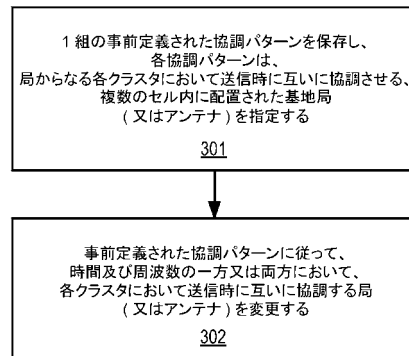 1組の事前定義された協調パターンを保存し、
各協調パターンは、
局からなる各クラスタにおいて送信時に互いに協調させる、
複数のセル内に配置された基地局
(又はアンテナ)を指定する
301
事前定義された協調パターンに従って、
時間及び周波数の一方又は両方において、
各クラスタにおいて送信時に互いに協調する局
(又はアンテナ)を変更する
302